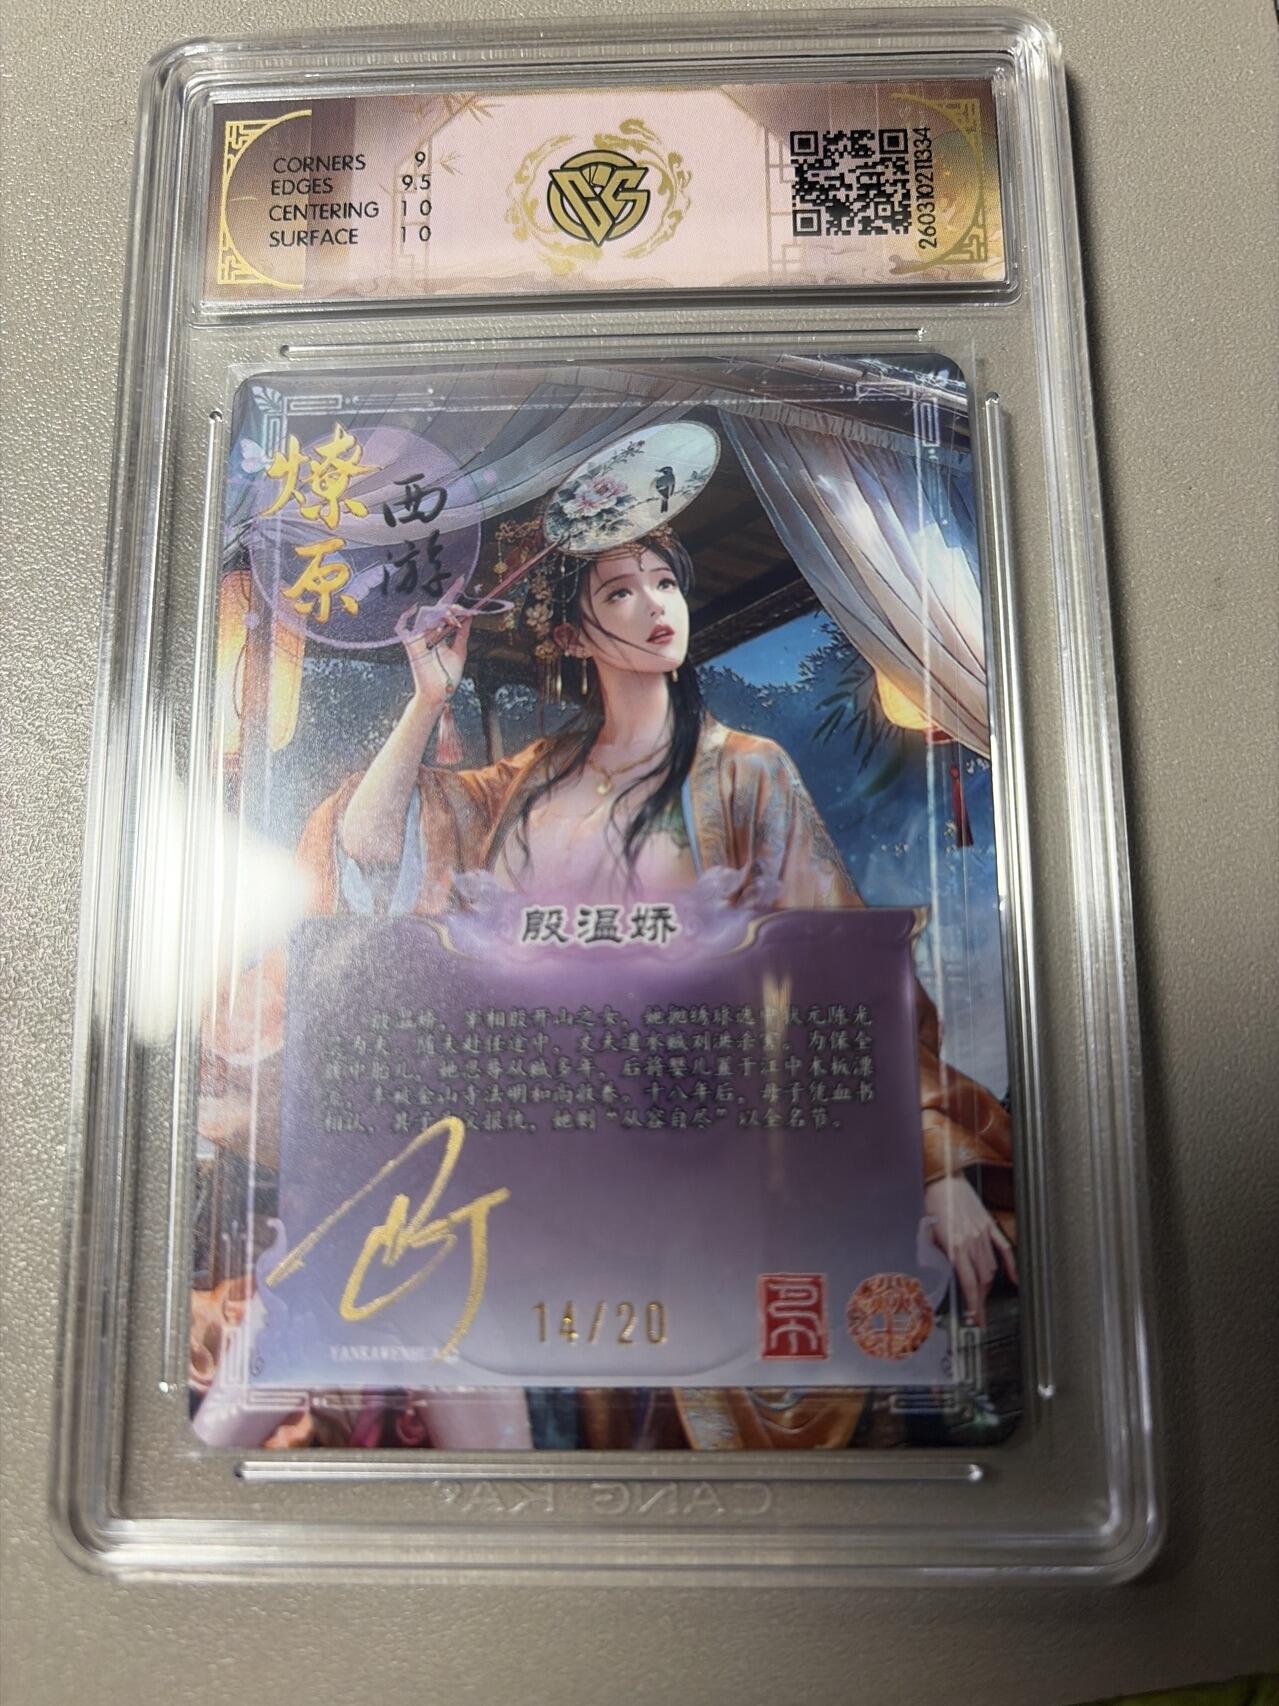 CORNERS 9
EDGES 9.5
CENTERING 10
SURFACE 10
CCS
260310211334
燎原
西游
殷温娇
殷温娇，宰相殷开山之女，她抛绣球选中状元陈光
为夫，随夫赴任途中，丈夫遭水贼刘洪杀害。为保全
腹中胎儿，她忍辱从贼多年，后将婴儿置于江中木板漂
流，幸被金山寺法明和尚收养。十八年后，母子凭血书
相认，其子父报仇，她则“从容自尽”以全名节。
14/20
YANKAWENHUA
CANG KA